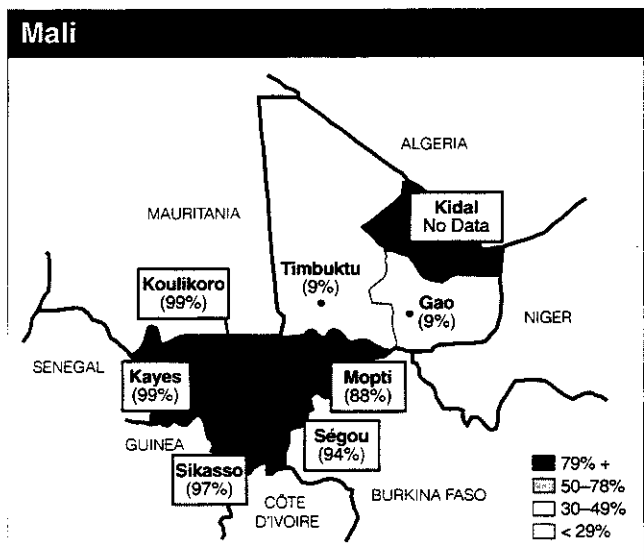 Mali
ALGERIA
MAURITANIA
Kidal
No Data
Timbuktu
(9%)
Koulikoro
(99%)
Gao
(9%)
NIGER
SENEGAL
Kayes
(99%)
Mopti
(88%)
GUINEA
Ségou
(94%)
Sikasso
(97%)
CÔTE
D'IVOIRE
BURKINA FASO
79% +
50–78%
30–49%
< 29%